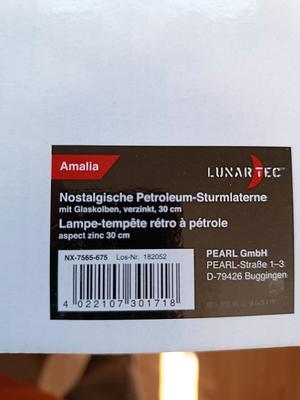 Amalia
LUNARTEC
Nostalgische Petroleum-Sturmlaterne
mit Glaskolben, verzinkt, 30 cm
Lampe-tempête rétro à pétrole
aspect zinc 30 cm
NX-7565-675 Los-Nr. 182052
4 022107 301718
PEARL GmbH
PEARL-Straße 1–3
D-79426 Buggingen